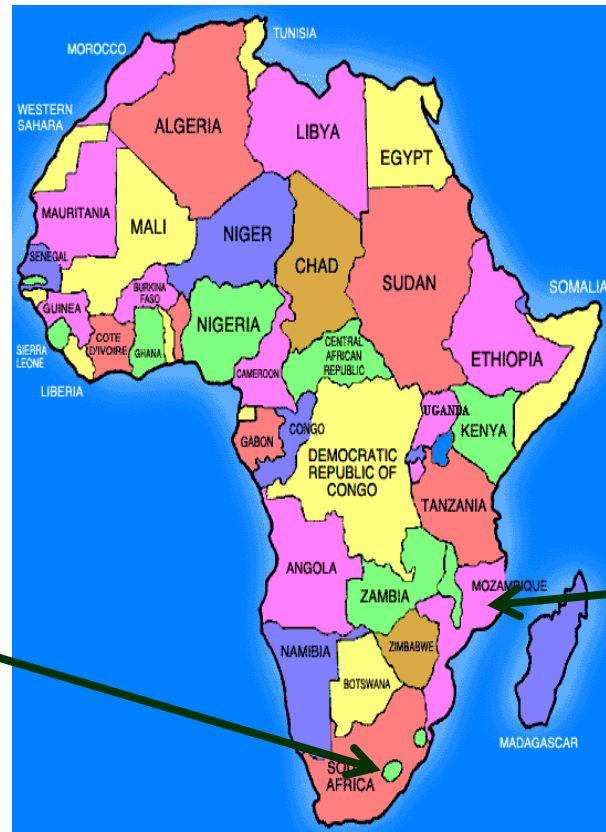 TUNISIA
MOROCCO
WESTERN
SAHARA
ALGERIA
LIBYA
EGYPT
MAURITANIA
MALI
NIGER
CHAD
SUDAN
SENEGAL
BURKINA
FASO
SOMALIA
GUINEA
NIGERIA
SIERRA
LEONE
COTE
D'IVOIRE
GHANA
CENTRAL
AFRICAN
REPUBLIC
ETHIOPIA
LIBERIA
CAMEROON
UGANDA
KENYA
GABON
CONGO
DEMOCRATIC
REPUBLIC OF
CONGO
TANZANIA
ANGOLA
ZAMBIA
MOZAMBIQUE
NAMIBIA
ZIMBABWE
BOTSWANA
MADAGASCAR
SOUTH
AFRICA